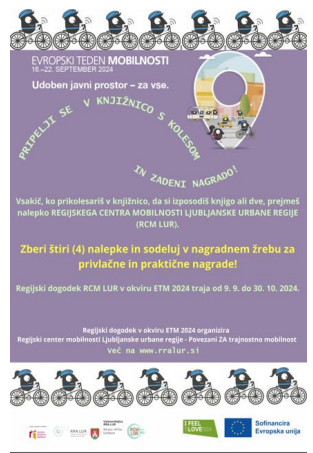 EVROPSKI TEDEN MOBILNOSTI
16.–22. SEPTEMBER 2024
Udoben javni prostor – za vse.
PRIPELJI SE V KNJIŽNICO S KOLESOM
IN ZADENI NAGRADO!
Vsakič, ko prikolesariš v knjižnico, da si izposodiš knjigo ali dve, prejmeš
nalepko REGIJSKEGA CENTRA MOBILNOSTI LJUBLJANSKE URBANE REGIJE
(RCM LUR).
Zberi štiri (4) nalepke in sodeluj v nagradnem žrebu za
privlačne in praktične nagrade!
Regijski dogodek RCM LUR v okviru ETM 2024 traja od 9. 9. do 30. 10. 2024.
Regijski dogodek v okviru ETM 2024 organizira
Regijski center mobilnosti Ljubljanske urbane regije - Povezani ZA trajnostno mobilnost
Več na www.rralur.si
RRA LUR
I FEEL
SLOVENIA
Sofinancira
Evropska unija